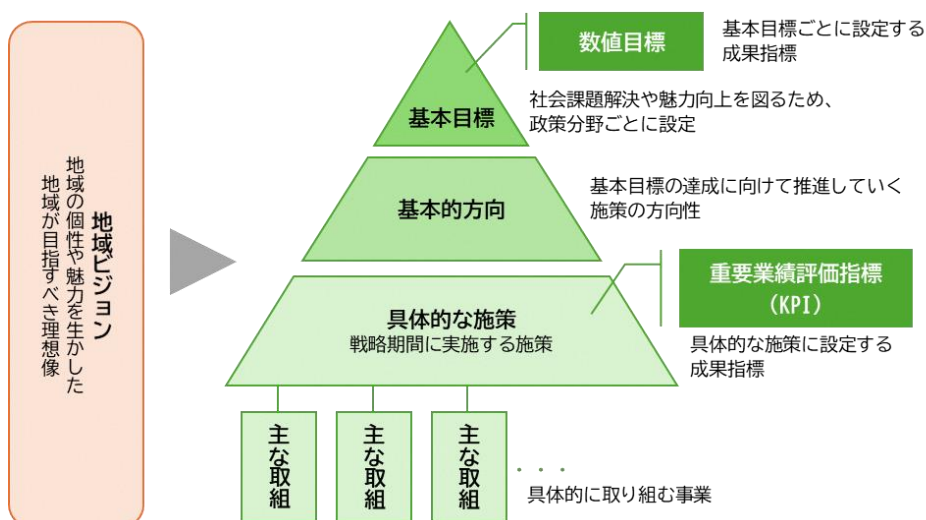 地域ビジョン
地域の個性や魅力を生かした
地域が目指すべき理想像
数値目標
基本目標ごとに設定する
成果指標
基本目標
社会課題解決や魅力向上を図るため、
政策分野ごとに設定
基本的方向
基本目標の達成に向けて推進していく
施策の方向性
具体的な施策
戦略期間に実施する施策
重要業績評価指標
（KPI）
具体的な施策に設定する
成果指標
主な取組
主な取組
主な取組
・・・
具体的に取り組む事業